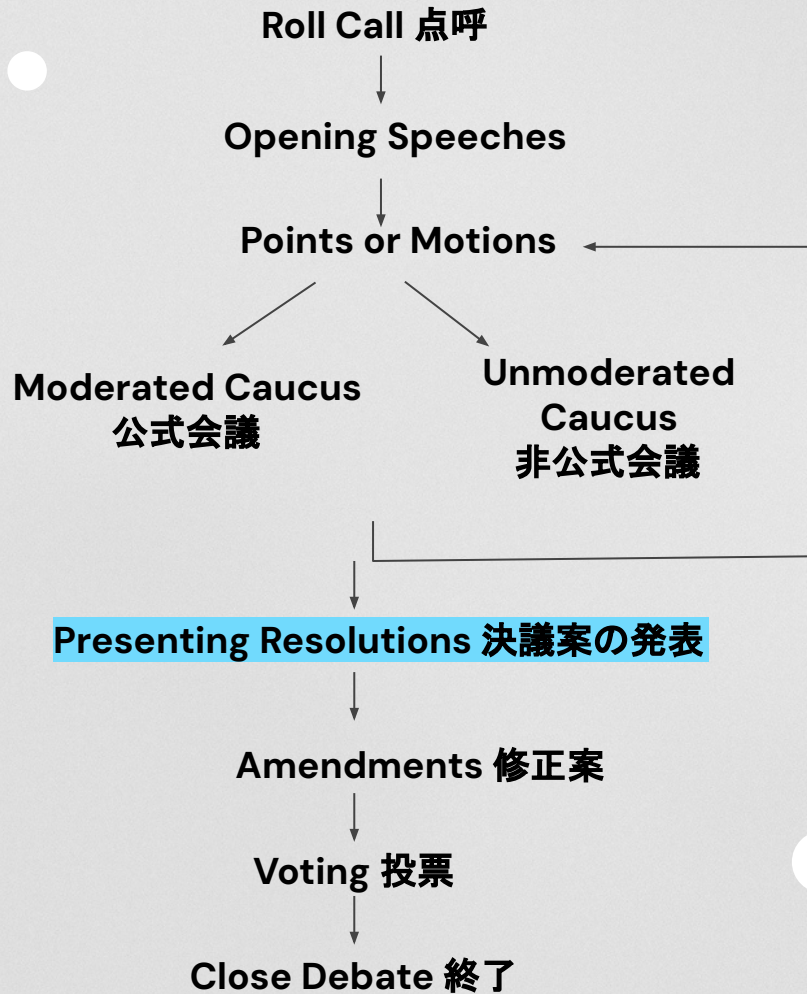 Roll Call 点呼
Opening Speeches
Points or Motions
Moderated Caucus
公式会議
Unmoderated
Caucus
非公式会議
Presenting Resolutions 決議案の発表
Amendments 修正案
Voting 投票
Close Debate 終了